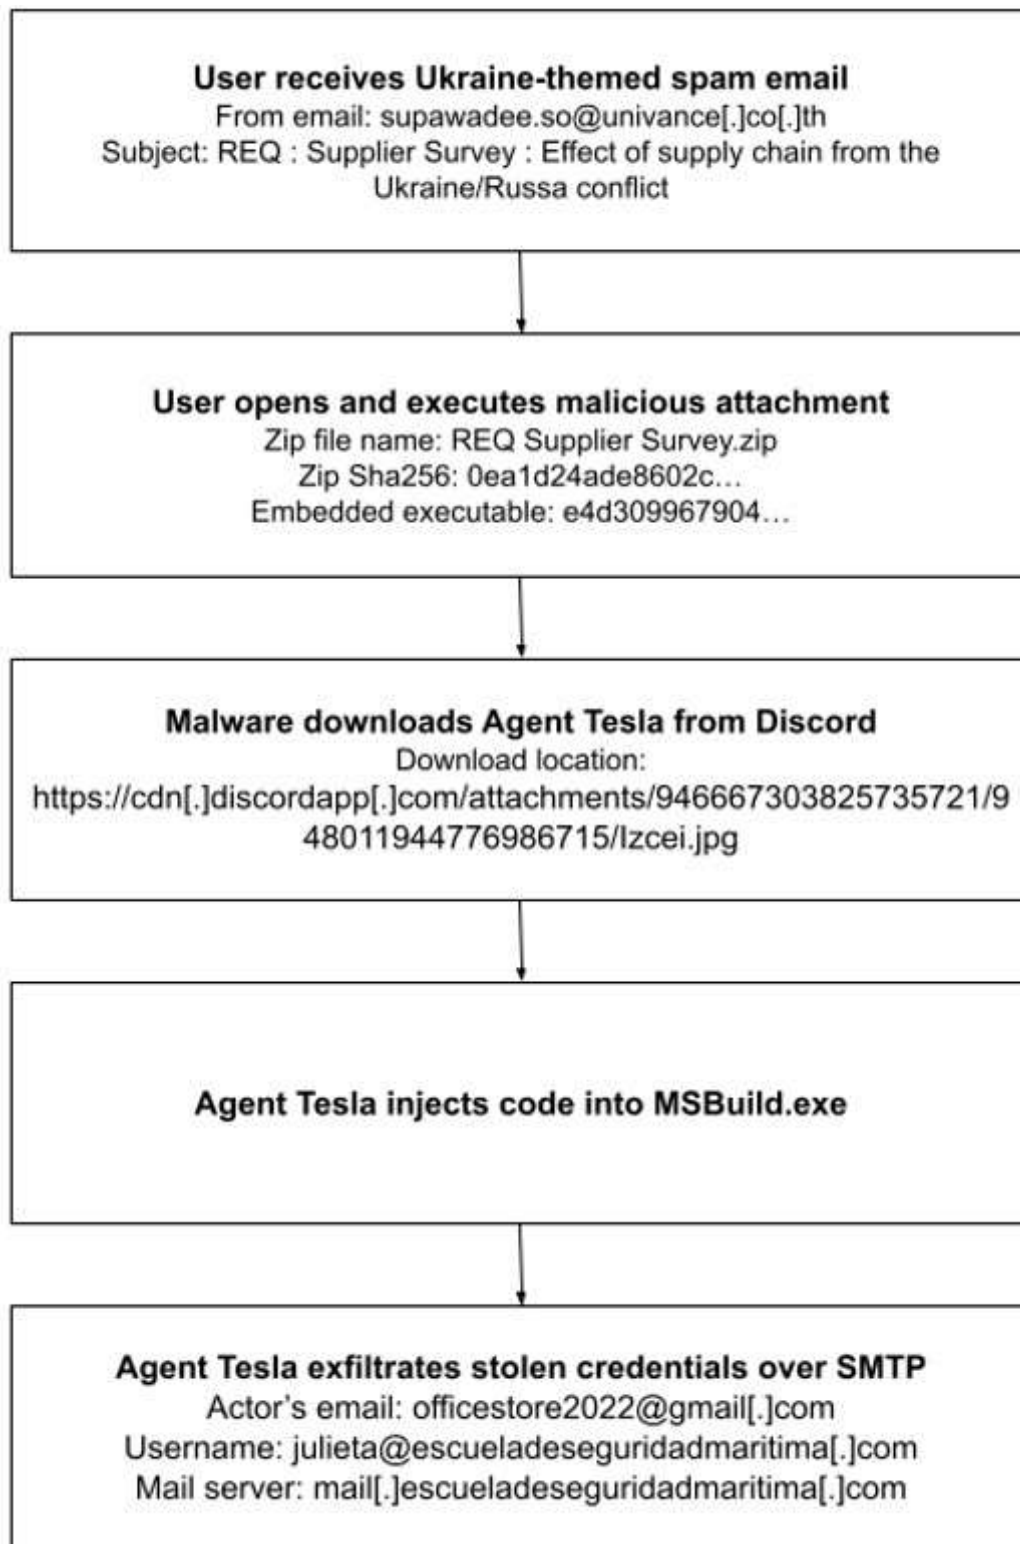 User receives Ukraine-themed spam email
From email: supawadee.so@univance[.]co[.]th
Subject: REQ : Supplier Survey : Effect of supply chain from the
Ukraine/Russa conflict
User opens and executes malicious attachment
Zip file name: REQ Supplier Survey.zip
Zip Sha256: 0ea1d24ade8602c…
Embedded executable: e4d309967904…
Malware downloads Agent Tesla from Discord
Download location:
https://cdn[.]discordapp[.]com/attachments/946667303825735721/9
48011944776986715/Izcei.jpg
Agent Tesla injects code into MSBuild.exe
Agent Tesla exfiltrates stolen credentials over SMTP
Actor’s email: officestore2022@gmail[.]com
Username: julieta@escueladeseguridadmaritima[.]com
Mail server: mail[.]escueladeseguridadmaritima[.]com